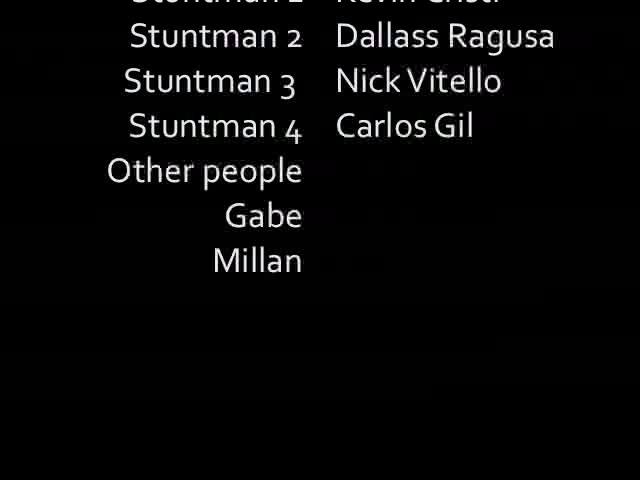 Stuntman 2 Dallass Ragusa
Stuntman 3 Nick Vitello
Stuntman 4 Carlos Gil
Other people
Gabe
Millan